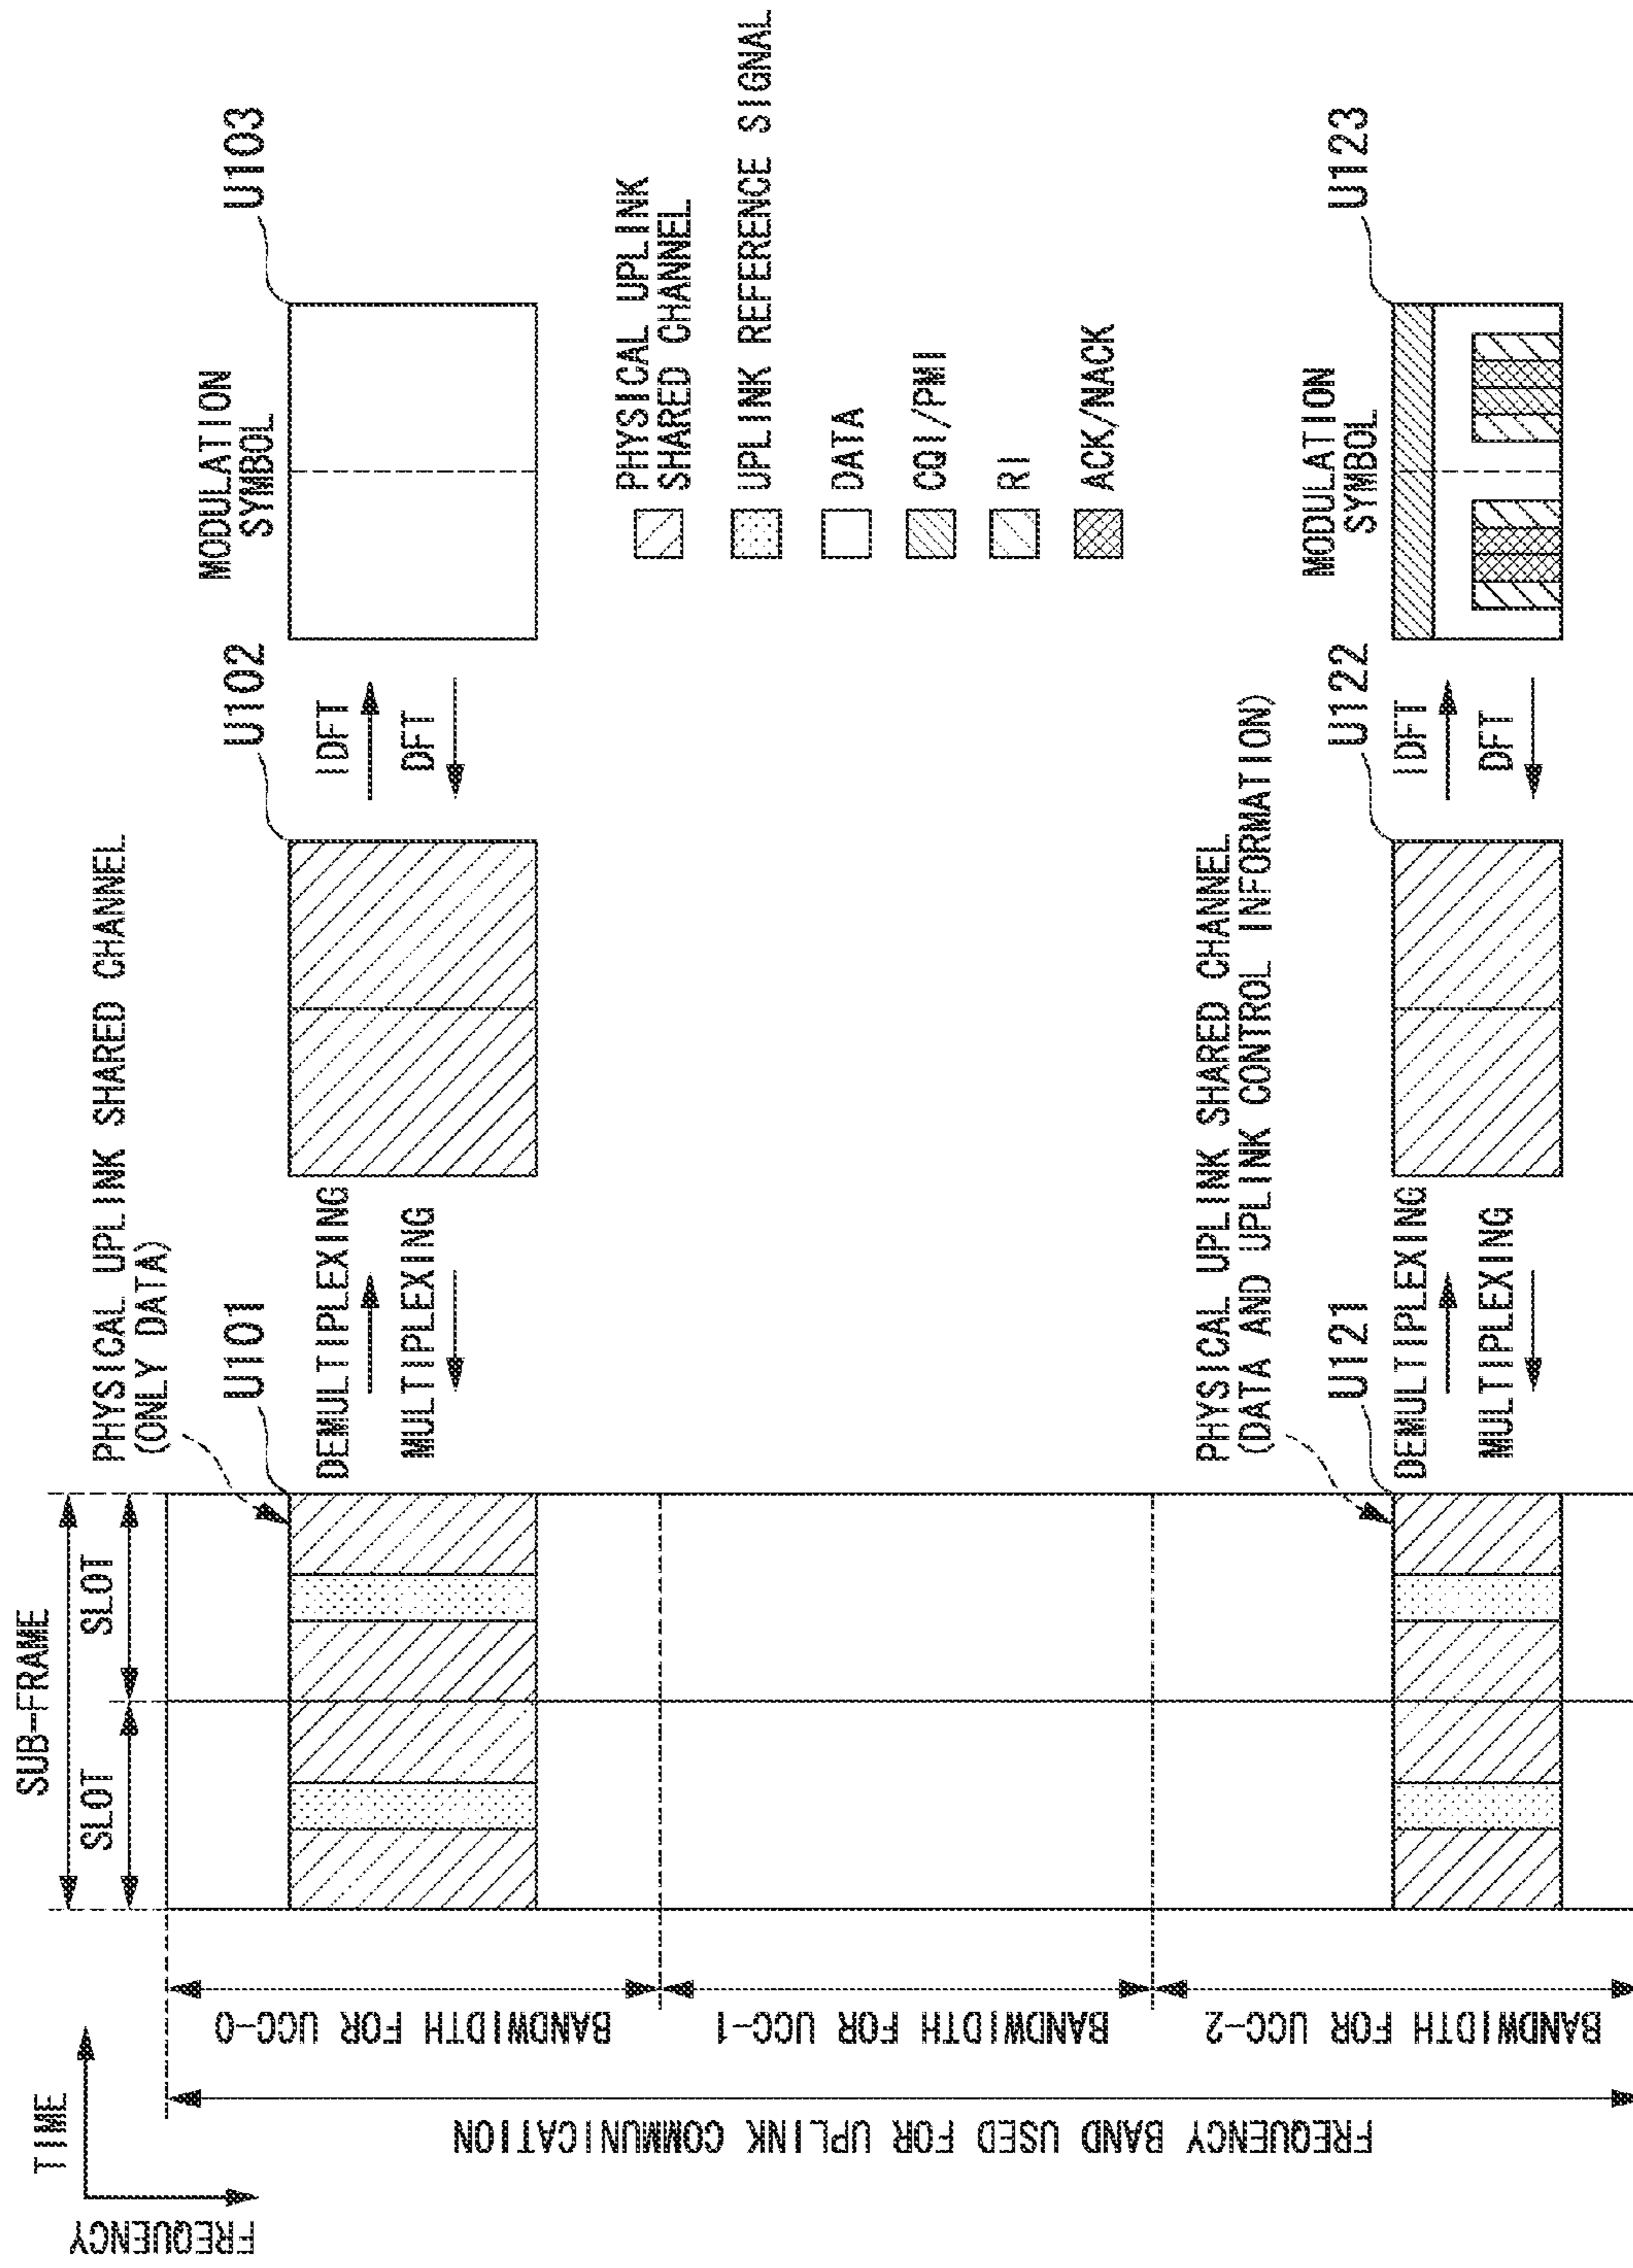 TIME
FREQUENCY
SUB-FRAME
SLOT
SLOT
FREQUENCY BAND USED FOR UPLINK COMMUNICATION
BANDWIDTH FOR UCC-0
BANDWIDTH FOR UCC-1
BANDWIDTH FOR UCC-2
PHYSICAL UPLINK SHARED CHANNEL
(ONLY DATA)
U101
DEMULTIPLEXING
MULTIPLEXING
U102
IDFT
DFT
MODULATION
SYMBOL
U103
PHYSICAL UPLINK
SHARED CHANNEL
UPLINK REFERENCE SIGNAL
DATA
CQI/PMI
RI
ACK/NACK
PHYSICAL UPLINK SHARED CHANNEL
(DATA AND UPLINK CONTROL INFORMATION)
U121
DEMULTIPLEXING
MULTIPLEXING
U122
IDFT
DFT
MODULATION
SYMBOL
U123